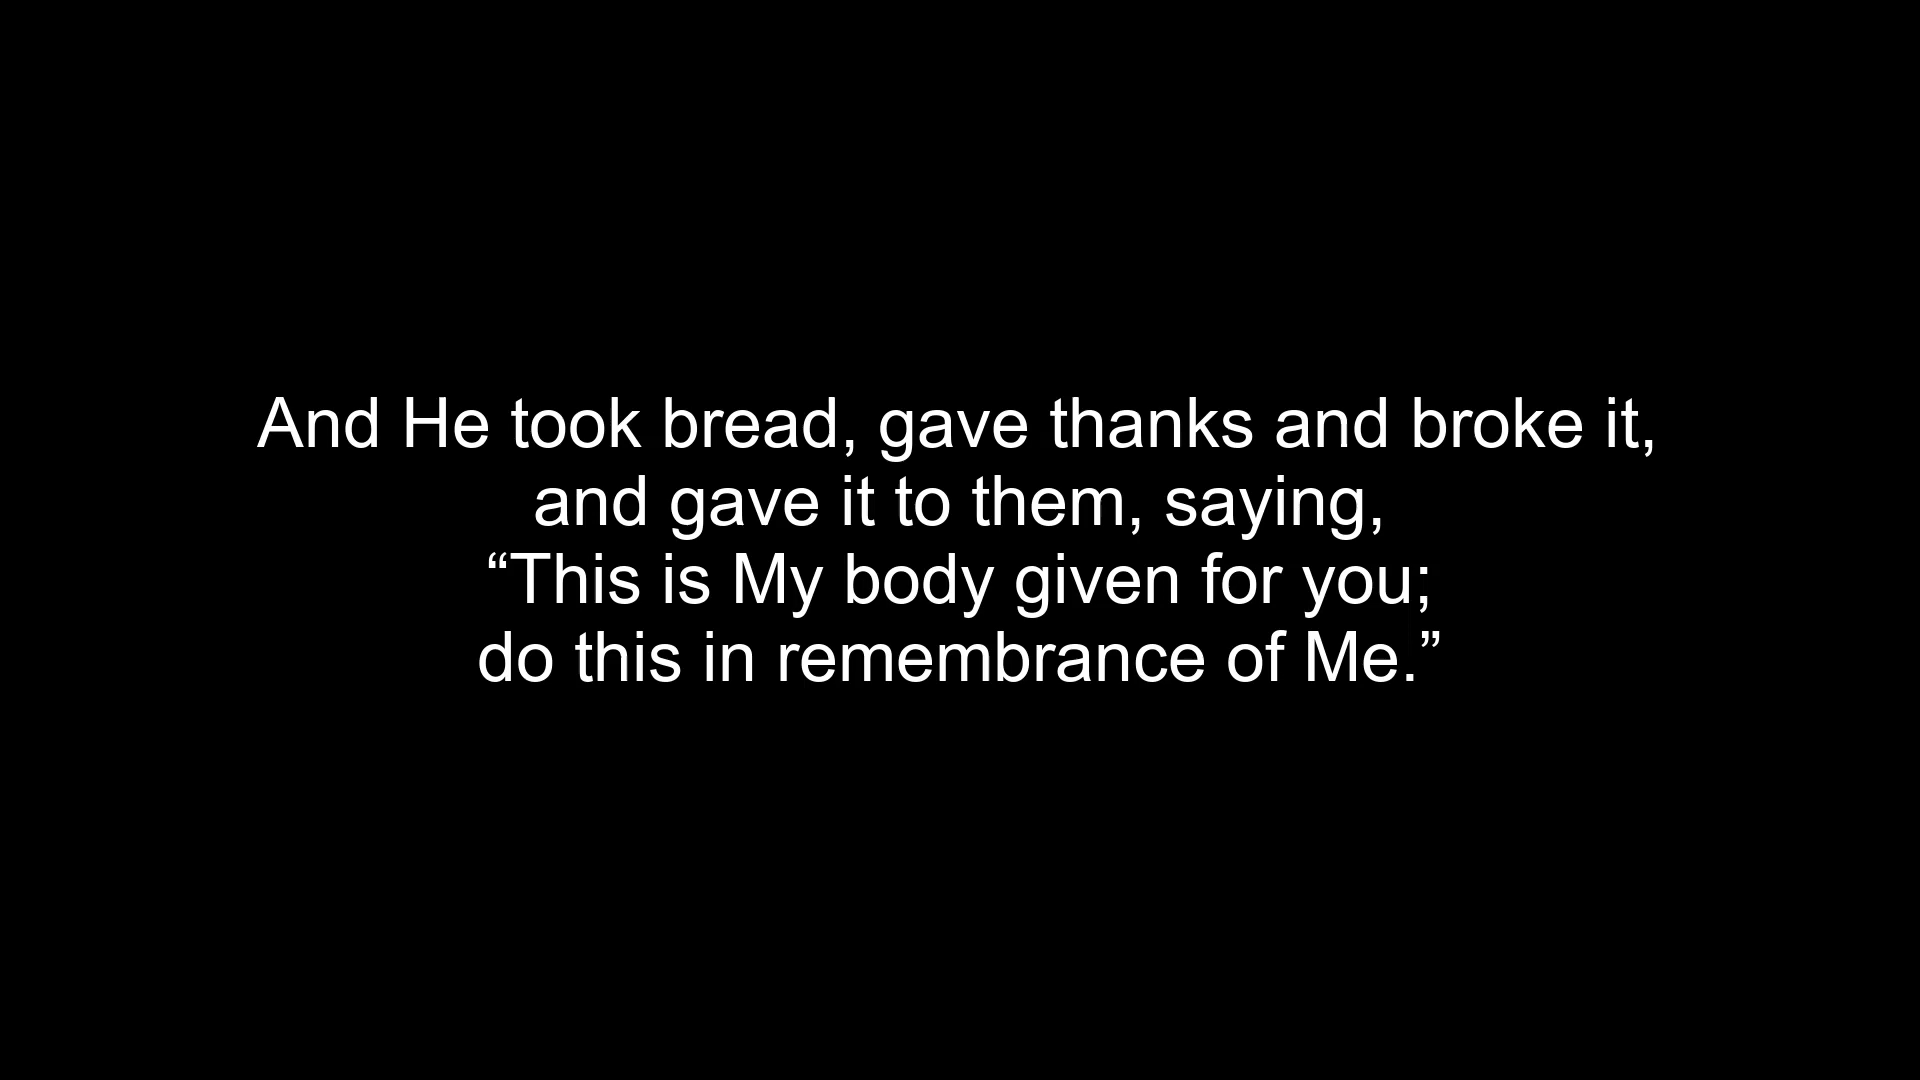 And He took bread, gave thanks and broke it,
and gave it to them, saying,
“This is My body given for you;
do this in remembrance of Me.”